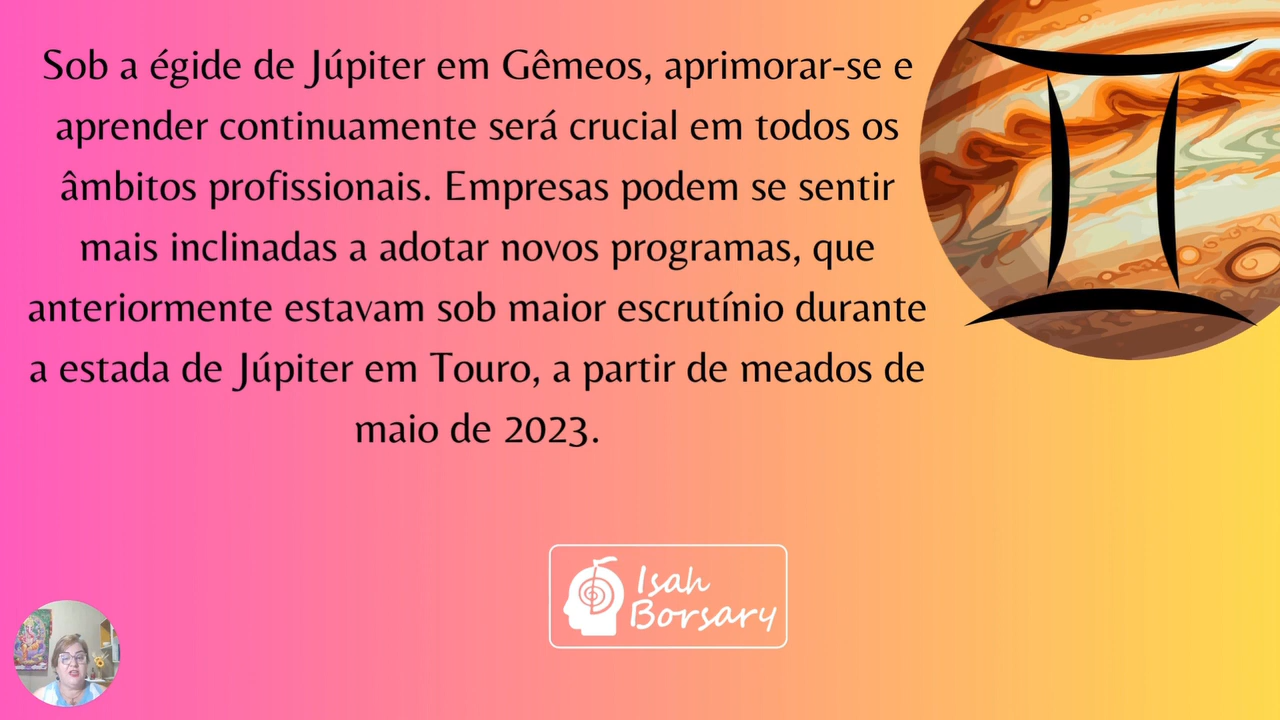 Sob a égide de Júpiter em Gêmeos, aprimorar-se e
aprender continuamente será crucial em todos os
âmbitos profissionais. Empresas podem se sentir
mais inclinadas a adotar novos programas, que
anteriormente estavam sob maior escrutínio durante
a estada de Júpiter em Touro, a partir de meados de
maio de 2023.
Isah
Borsary